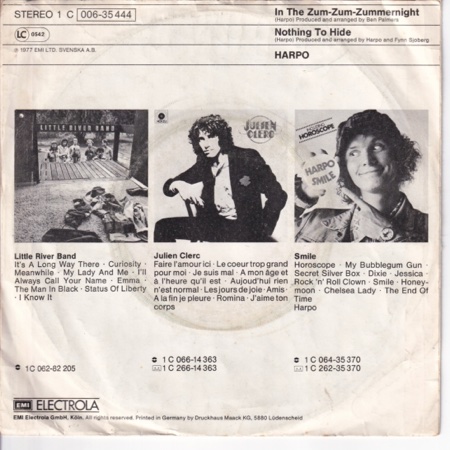 STEREO 1 C 006-35 444
In The Zum-Zum-Zummernight
(Harpo) Produced and arranged by Ben Palmers
LC 0542
Nothing To Hide
(Harpo) Produced and arranged by Harpo and Fynn Sjöberg
℗ 1977 EMI LTD. SVENSKA A.B.
HARPO
LITTLE RIVER BAND
JULIEN CLERC
HOROSCOPE
HARPO
SMILE
Little River Band
It's A Long Way There · Curiosity ·
Meanwhile · My Lady And Me · I'll
Always Call Your Name · Emma ·
The Man In Black · Status Of Liberty
· I Know It
Julien Clerc
Faire l'amour ici · Le coeur trop grand
pour moi · Je suis mal · A mon âge et
à l'heure qu'il est · Aujoud'hui rien
n'est normal · Les jours de joie · Amis ·
A la fin je pleure · Romina · J'aime ton
corps
Smile
Horoscope · My Bubblegum Gun ·
Secret Silver Box · Dixie · Jessica
Rock 'n' Roll Clown · Smile · Honey-
moon · Chelsea Lady · The End Of
Time
Harpo
1C 062-82 205
1 C 066-14 363
1 C 266-14 363
1 C 064-35 370
1 C 262-35 370
EMI ELECTROLA
EMI Electrola GmbH, Köln. All rights reserved. Printed in Germany by Druckhaus Maack KG, 5880 Lüdenscheid